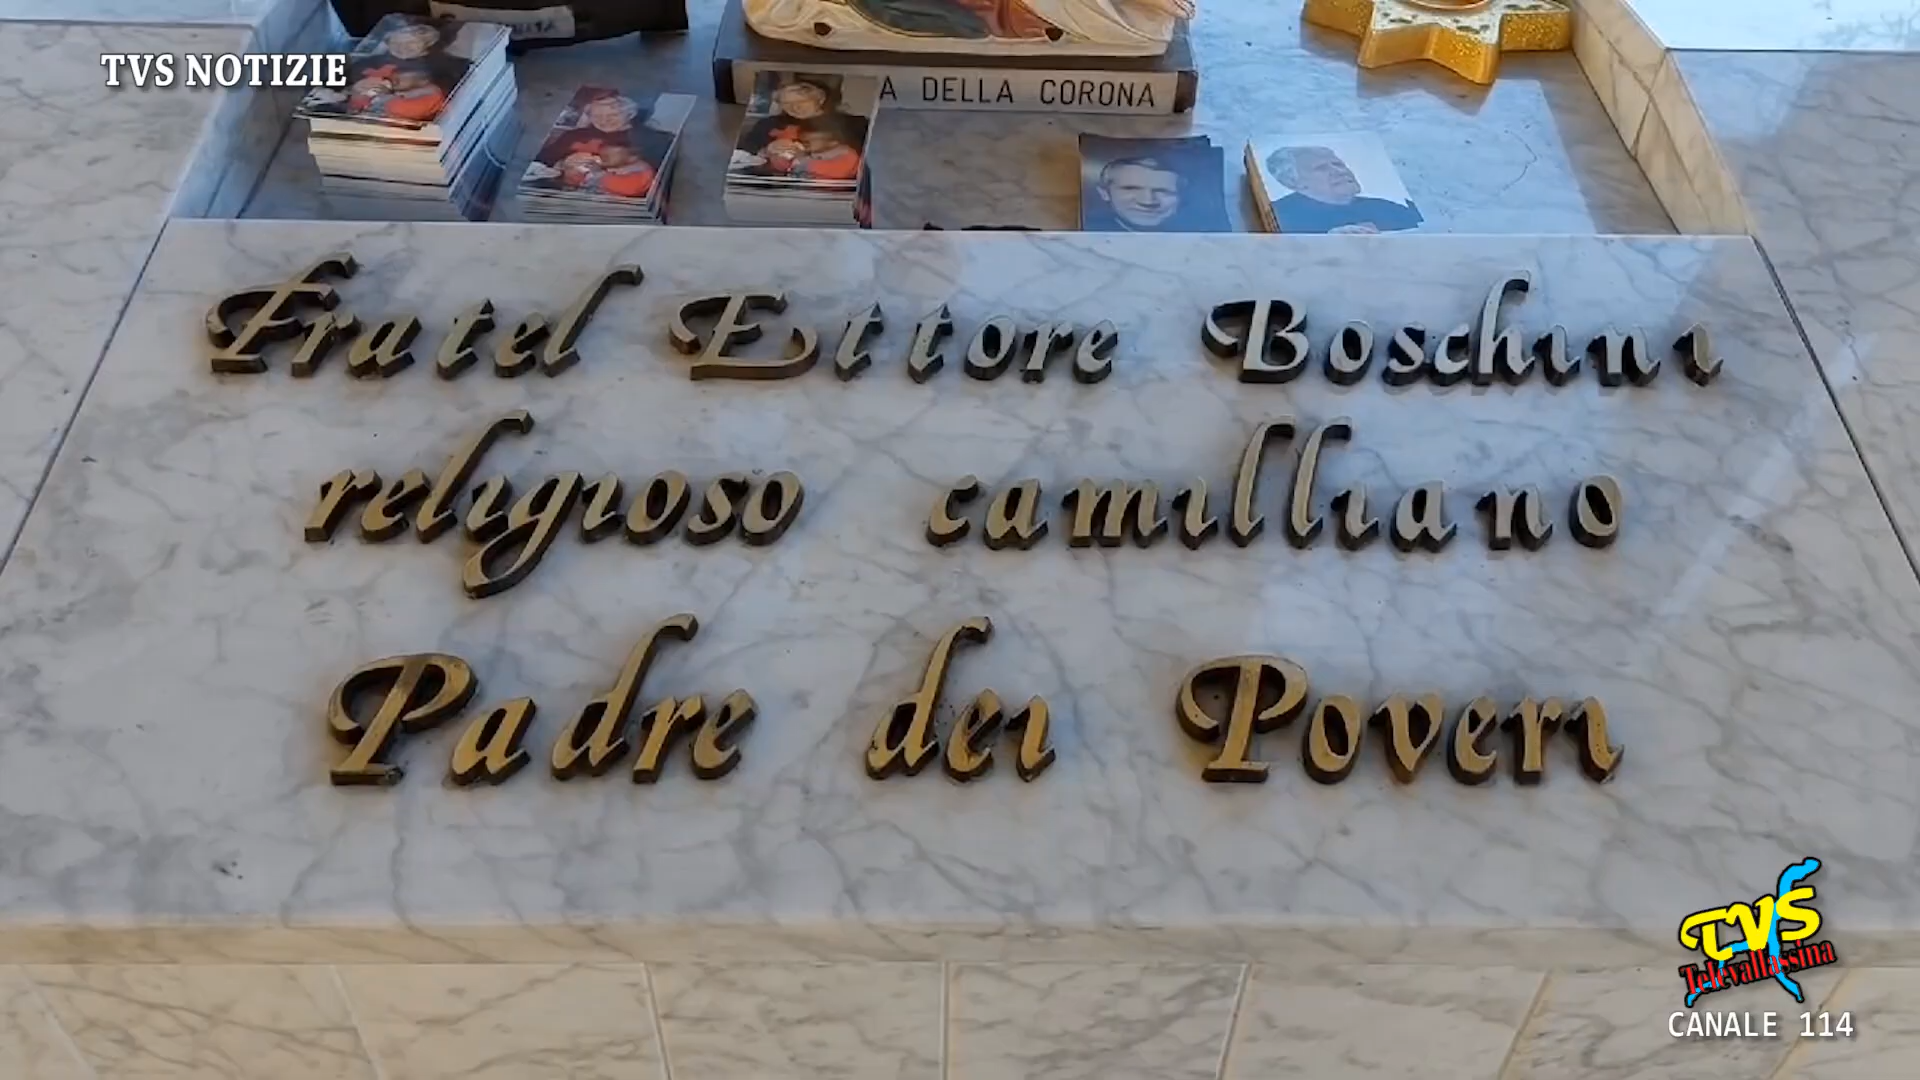 TVS NOTIZIE
A DELLA CORONA
Fratel Ettore Boschini
religioso camilliano
Padre dei Poveri
TVS
Televallassina
CANALE 114